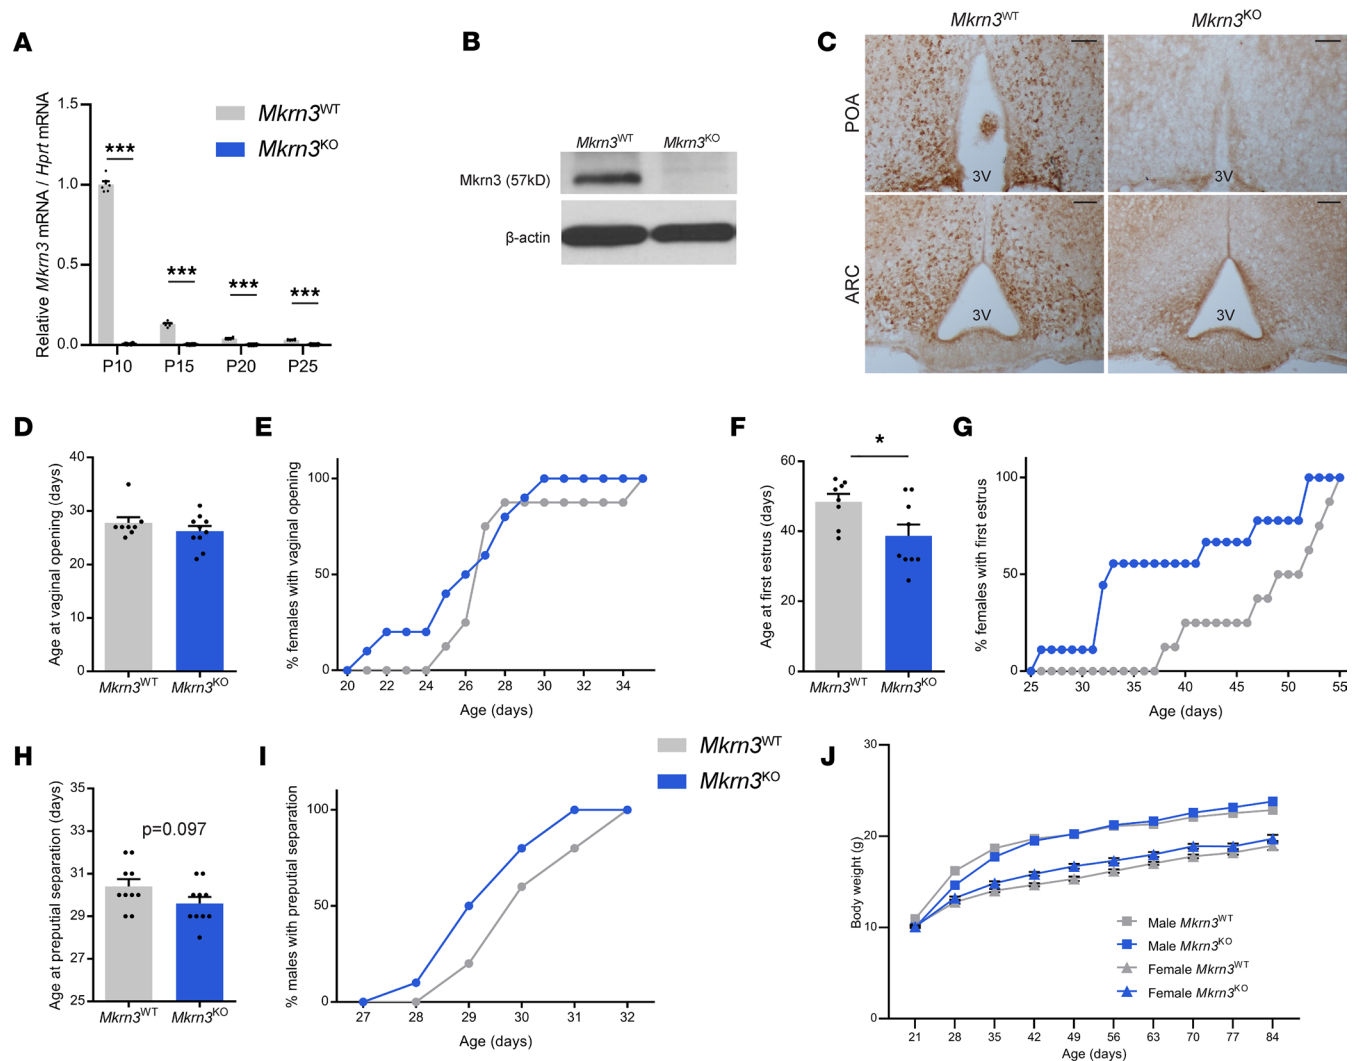 A
Relative Mkrn3 mRNA / Hprt mRNA
1.5
1.0
0.5
0.0
***
***
***
***
P10 P15 P20 P25
Mkrn3WT
Mkrn3KO
B
Mkrn3WT Mkrn3KO
Mkrn3 (57kD)
β-actin
C
Mkrn3WT Mkrn3KO
POA
3V 3V
ARC
3V 3V
D
Age at vaginal opening (days)
40
30
20
10
0
Mkrn3WT Mkrn3KO
E
% females with vaginal opening
100
50
0
20 22 24 26 28 30 32 34
Age (days)
F
Age at first estrus (days)
60
40
20
0
*
Mkrn3WT Mkrn3KO
G
% females with first estrus
100
50
0
25 30 35 40 45 50 55
Age (days)
H
Age at preputial separation (days)
35
33
31
29
27
25
p=0.097
Mkrn3WT Mkrn3KO
I
% males with preputial separation
100
50
0
27 28 29 30 31 32
Age (days)
Mkrn3WT
Mkrn3KO
J
Body weight (g)
30
20
10
0
Male Mkrn3WT
Male Mkrn3KO
Female Mkrn3WT
Female Mkrn3KO
21 28 35 42 49 56 63 70 77 84
Age (days)